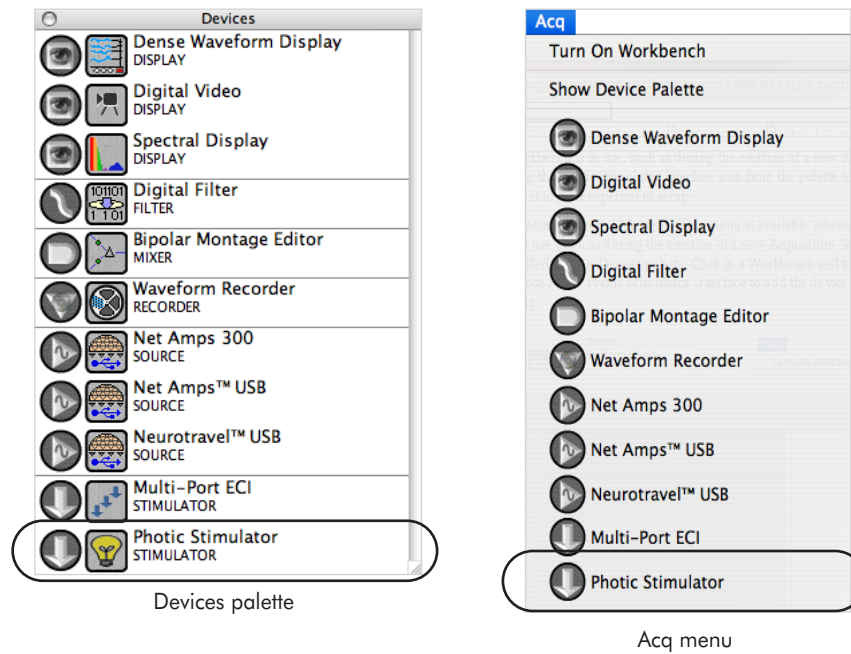 Devices
Dense Waveform Display
DISPLAY
Digital Video
DISPLAY
Spectral Display
DISPLAY
101101
1 1 01
Digital Filter
FILTER
Bipolar Montage Editor
MIXER
Waveform Recorder
RECORDER
Net Amps 300
SOURCE
Net Amps™ USB
SOURCE
Neurotravel™ USB
SOURCE
Multi-Port ECI
STIMULATOR
Photic Stimulator
STIMULATOR
Devices palette
Acq
Turn On Workbench
Show Device Palette
Dense Waveform Display
Digital Video
Spectral Display
Digital Filter
Bipolar Montage Editor
Waveform Recorder
Net Amps 300
Net Amps™ USB
Neurotravel™ USB
Multi-Port ECI
Photic Stimulator
Acq menu